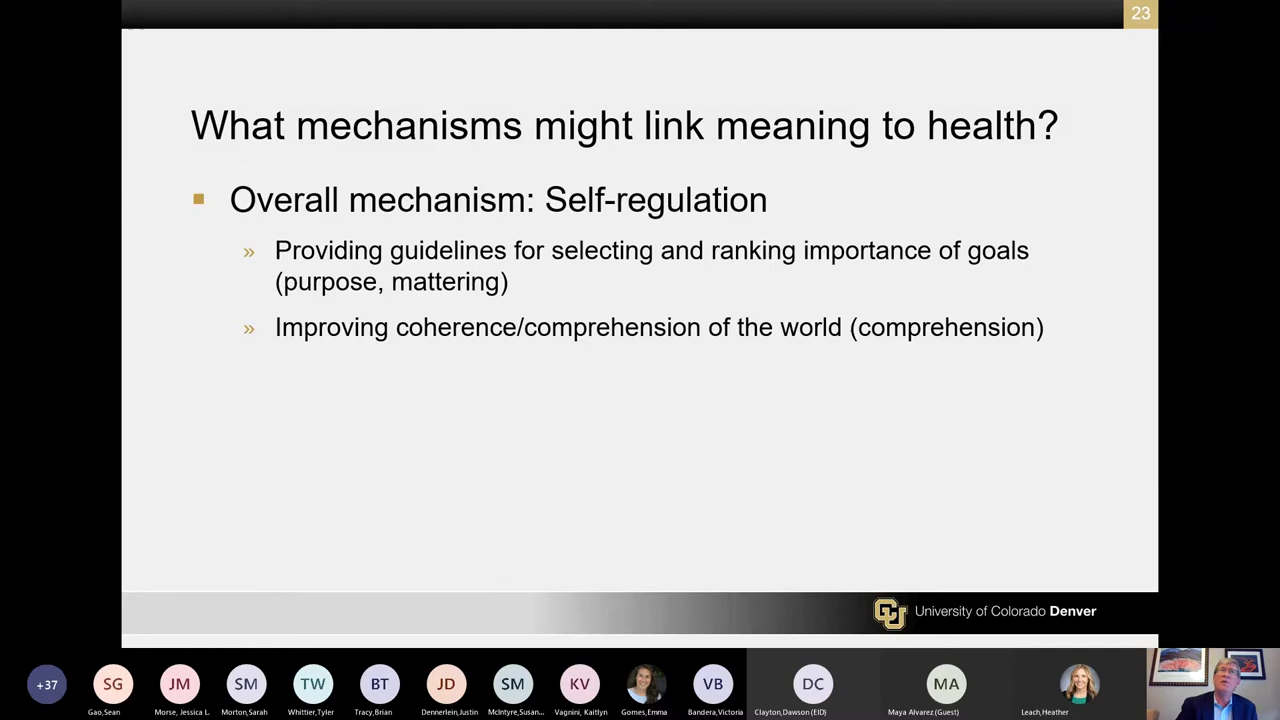 23
What mechanisms might link meaning to health?
Overall mechanism: Self-regulation
» Providing guidelines for selecting and ranking importance of goals
(purpose, mattering)
» Improving coherence/comprehension of the world (comprehension)
CU University of Colorado Denver
+37 SG JM SM TW BT JD SM KV VB DC MA
Gao,Sean Morse, Jessica L. Morton,Sarah Whittier,Tyler Tracy,Brian Dennerlein,Justin McIntyre,Susan... Vagnini, Kaitlyn Gomes,Emma Bandera,Victoria Clayton,Dawson (EID) Maya Alvarez (Guest) Leach,Heather